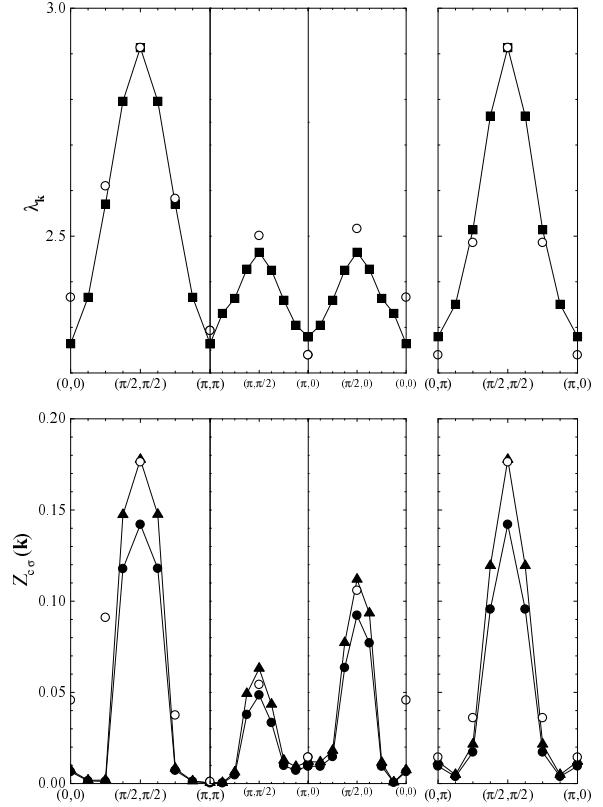 3.0
2.5
λk
(0,0)
(π/2,π/2)
(π,π)
(π,π/2)
(π,0)
(π/2,0)
(0,0)
(0,π)
(π/2,π/2)
(π,0)
0.20
0.15
0.10
0.05
0.00
Zcσ(k)
(0,0)
(π/2,π/2)
(π,π)
(π,π/2)
(π,0)
(π/2,0)
(0,0)
(0,π)
(π/2,π/2)
(π,0)